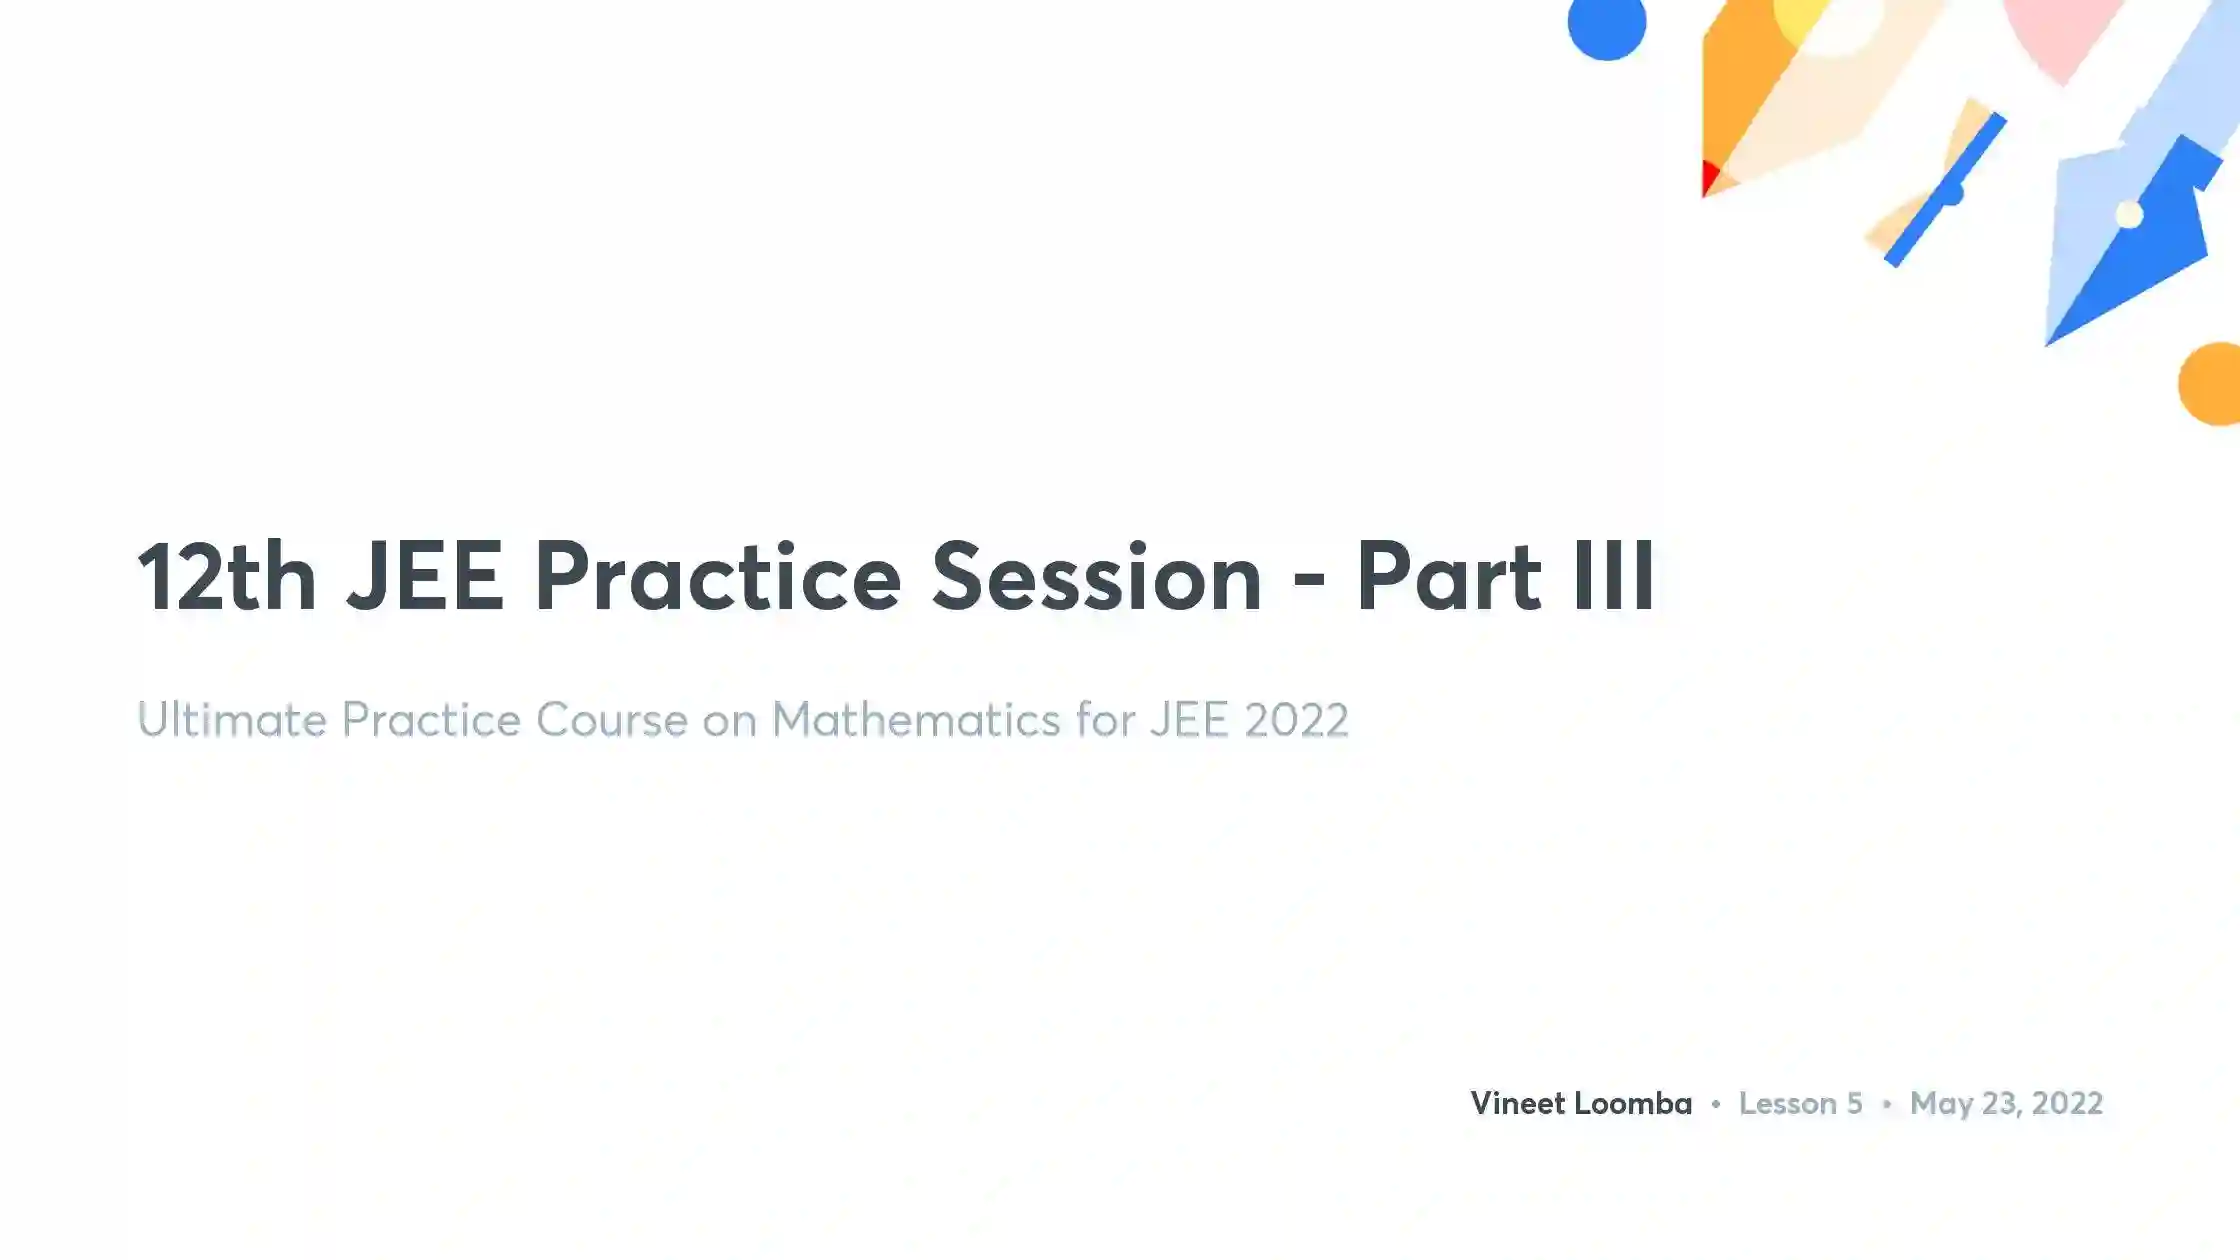 12th JEE Practice Session - Part III
Ultimate Practice Course on Mathematics for JEE 2022
Vineet Loomba • Lesson 5 • May 23, 2022